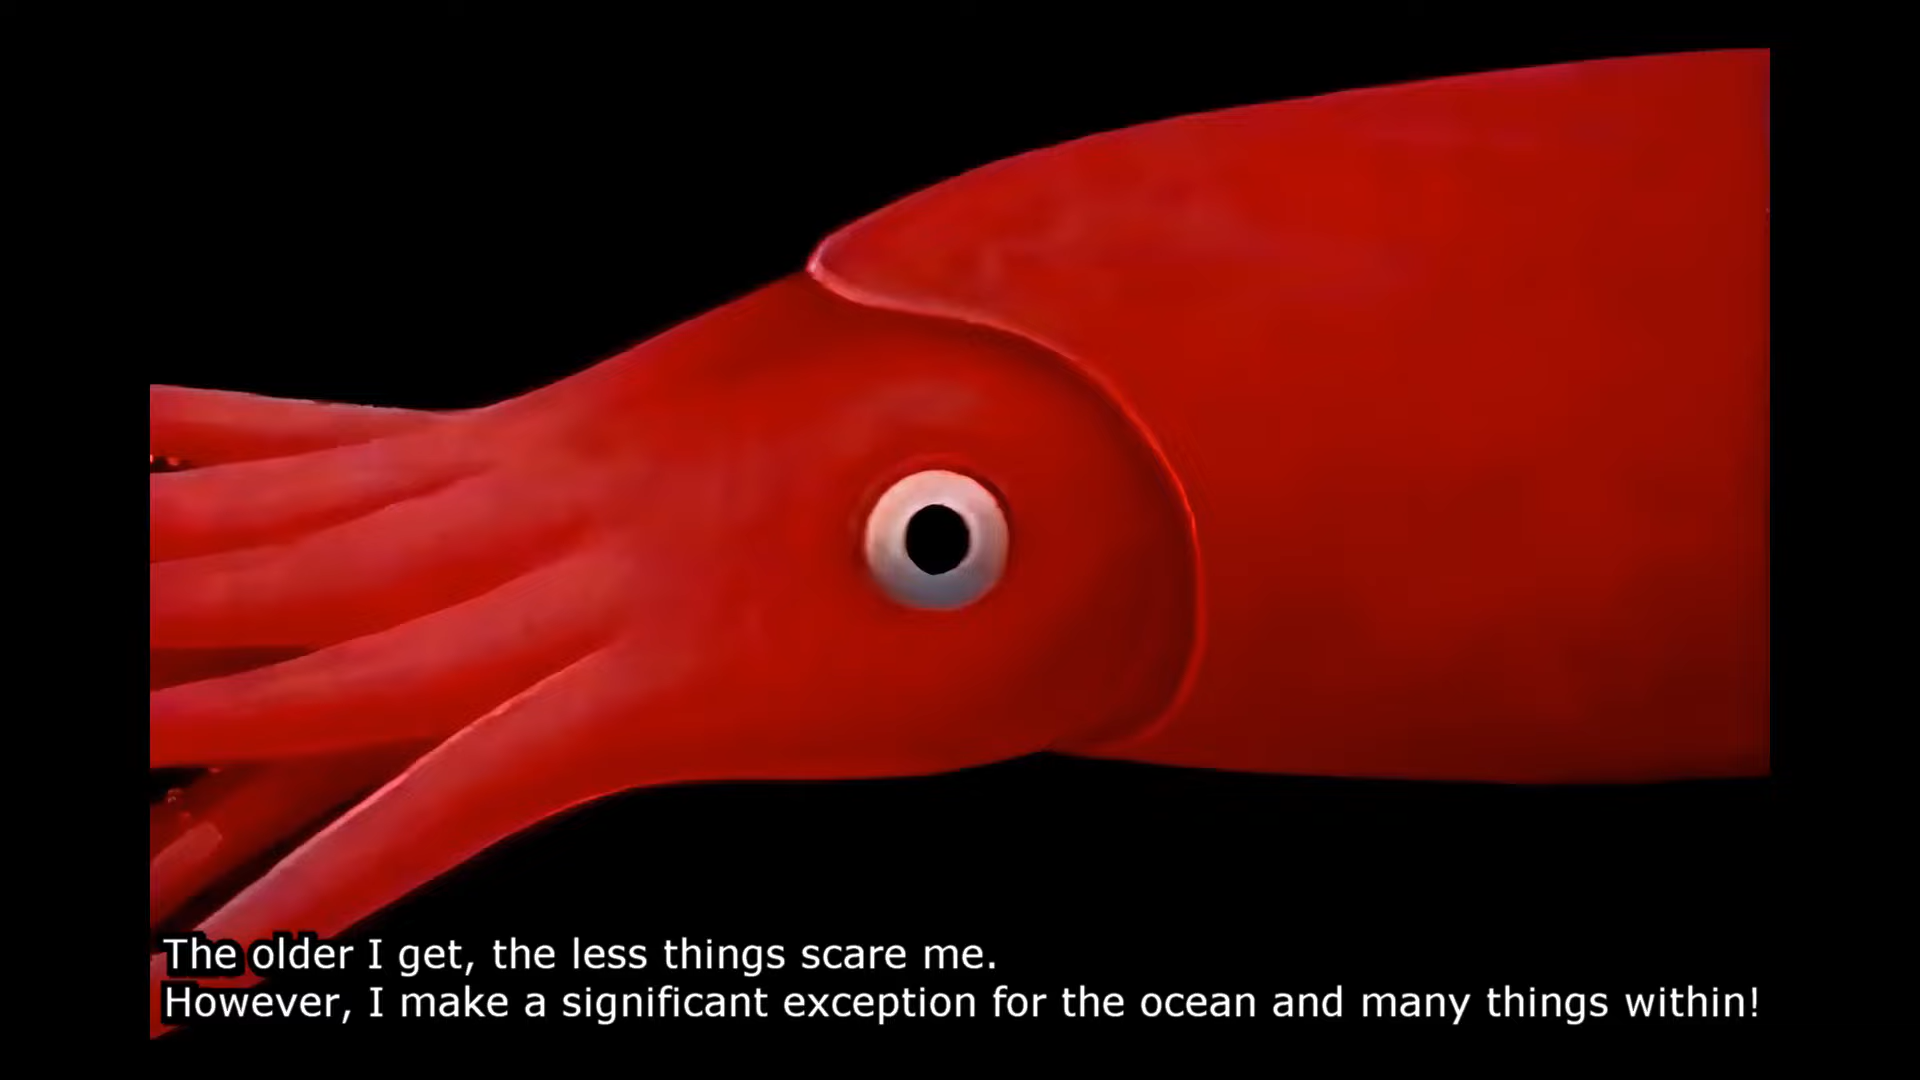 The older I get, the less things scare me.
However, I make a significant exception for the ocean and many things within!